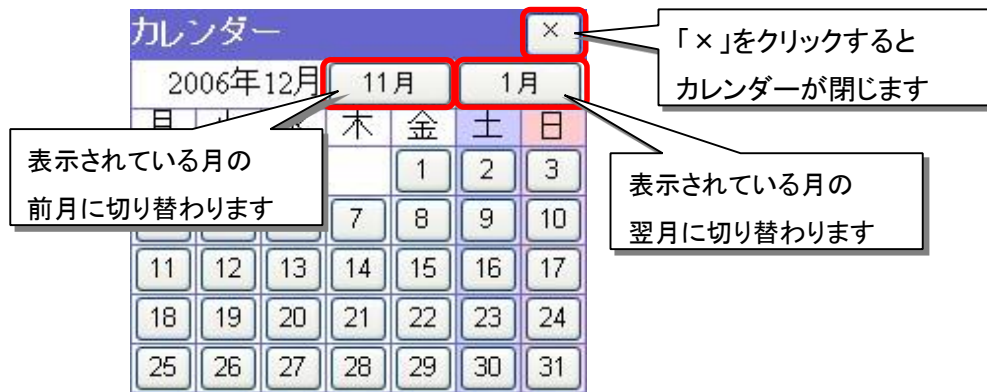 カレンダー ×
「×」をクリックすると
カレンダーが閉じます
2006年12月 11月 1月
木 金 土 日
表示されている月の
前月に切り替わります
表示されている月の
翌月に切り替わります
1 2 3
7 8 9 10
11 12 13 14 15 16 17
18 19 20 21 22 23 24
25 26 27 28 29 30 31